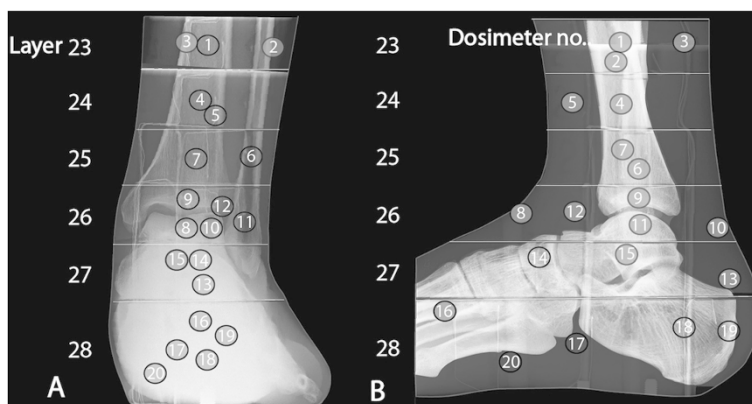 Layer 23 3 1 2
24 4 5
25 7 6
26 9 12 8 10 11
27 15 14 13
28 16 19 17 18 20
A
Dosimeter no..
23 1 2 3
24 5 4
25 7 6
26 9 8 12 11 10
27 14 15 13
28 16 17 18 19 20
B